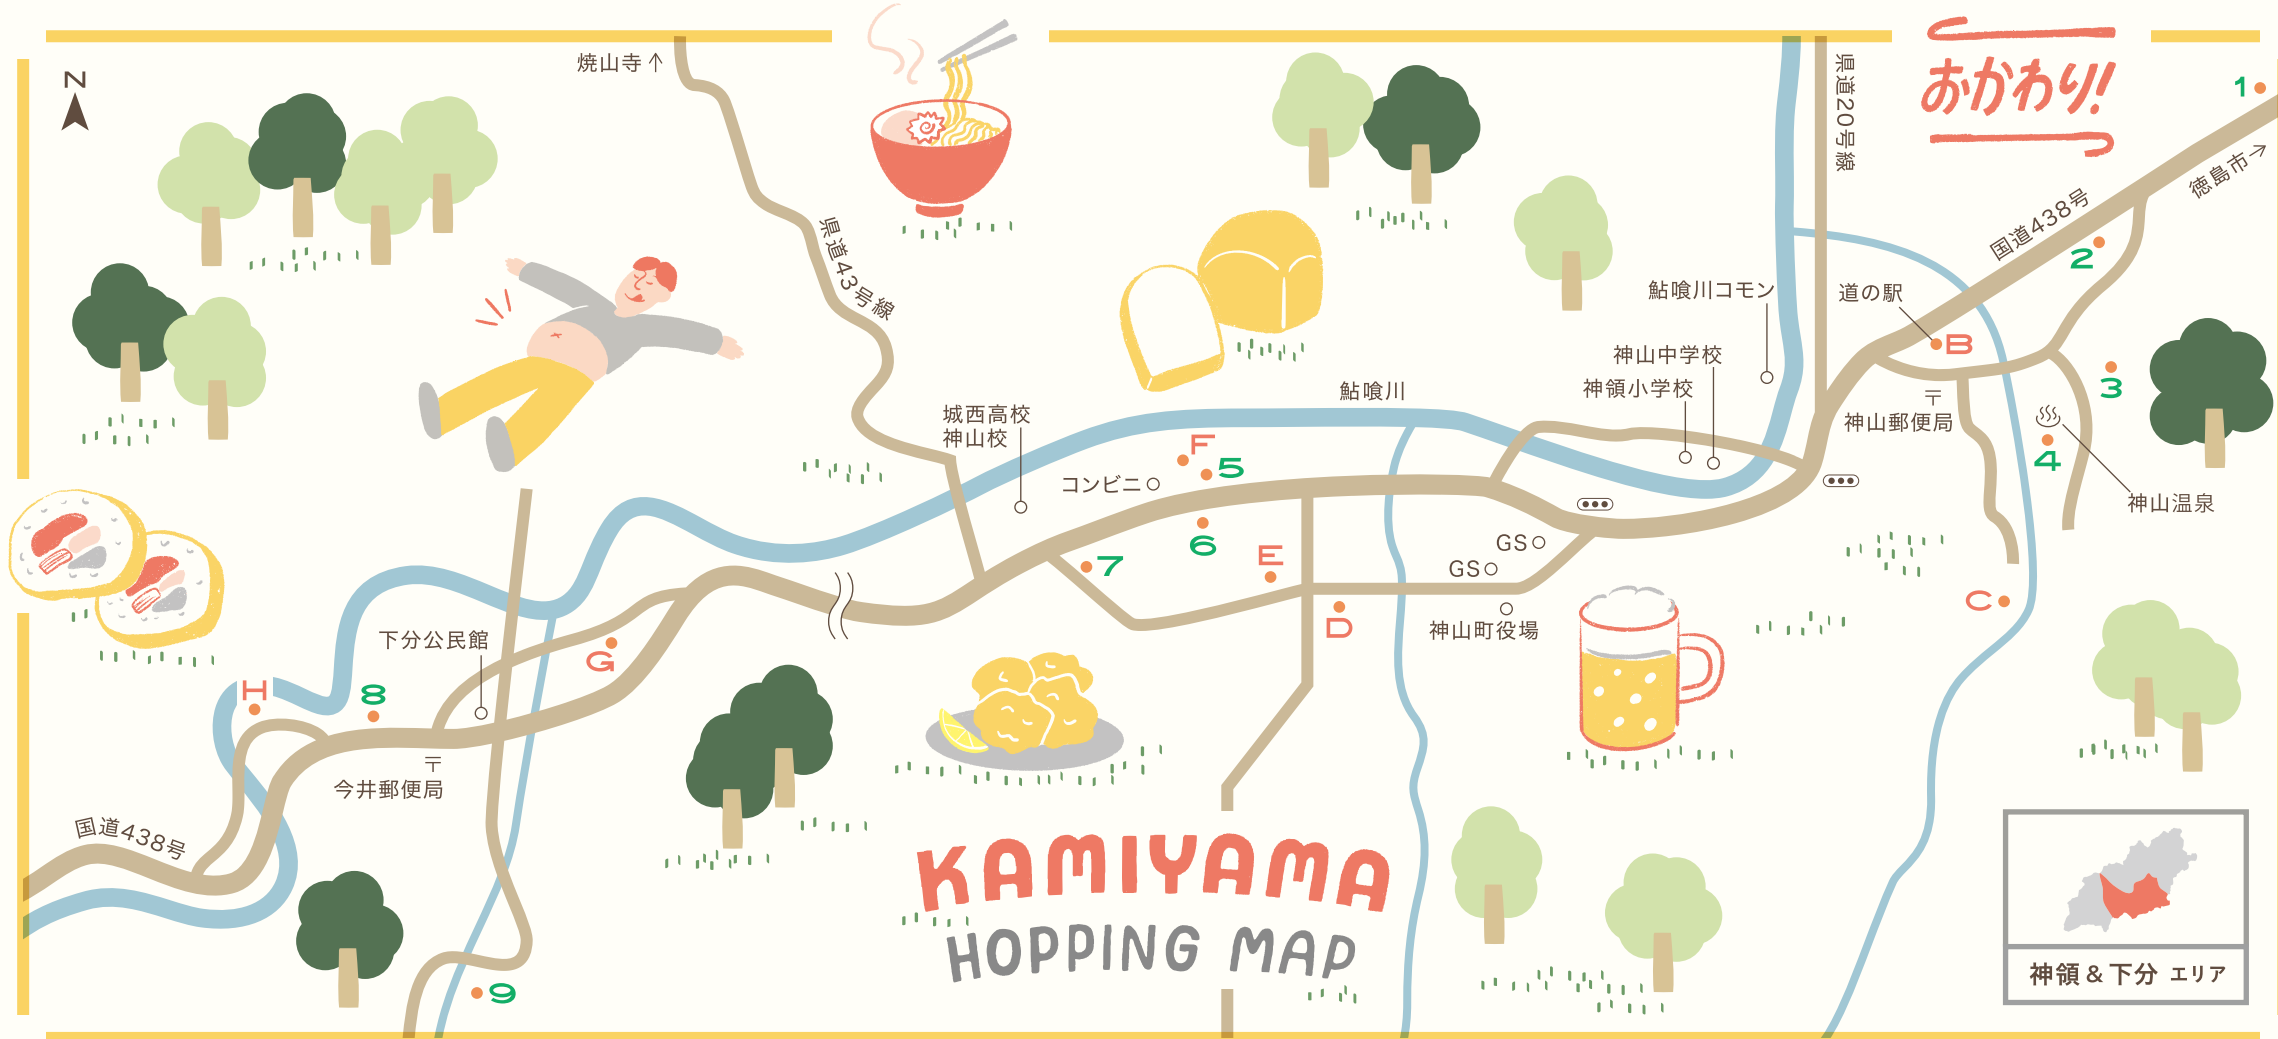 焼山寺↑
N
県道20号線
おかわり!
1
徳島市→
国道438号
2
県道43号線
鮎喰川コモン
道の駅
B
神山中学校
神領小学校
3
鮎喰川
〒
神山郵便局
城西高校
神山校
F
5
コンビニ
4
神山温泉
GS
GS
6
E
7
C
D
神山町役場
下分公民館
G
H
8
〒
今井郵便局
国道438号
KAMIYAMA
HOPPING MAP
9
神領&下分 エリア